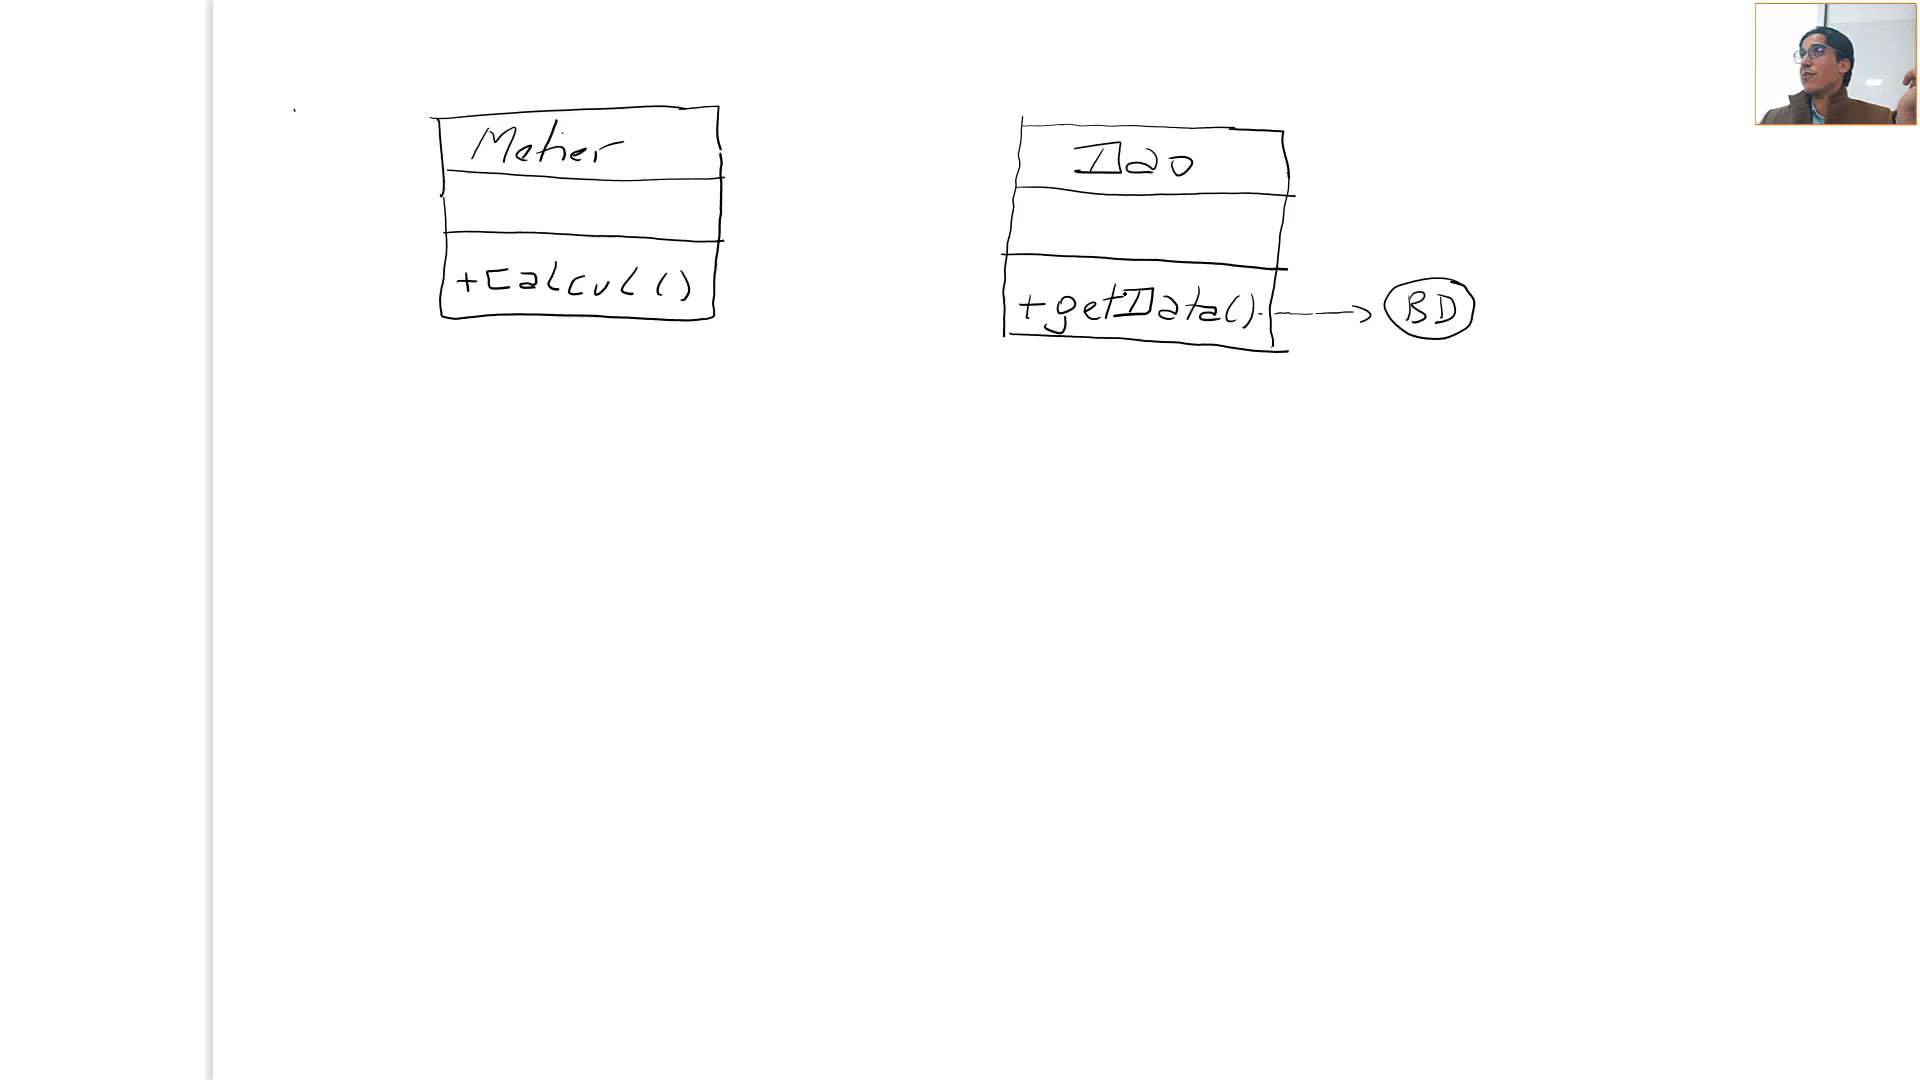 Metier
+Calcul()
Dao
+getData()
BD